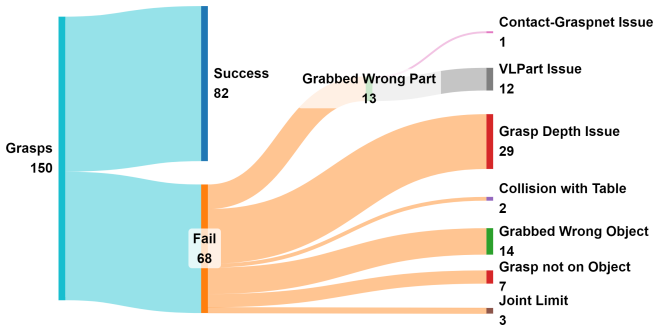 Grasps
150
Success
82
Fail
68
Grabbed Wrong Part
13
Contact-Graspnet Issue
1
VLPart Issue
12
Grasp Depth Issue
29
Collision with Table
2
Grabbed Wrong Object
14
Grasp not on Object
7
Joint Limit
3